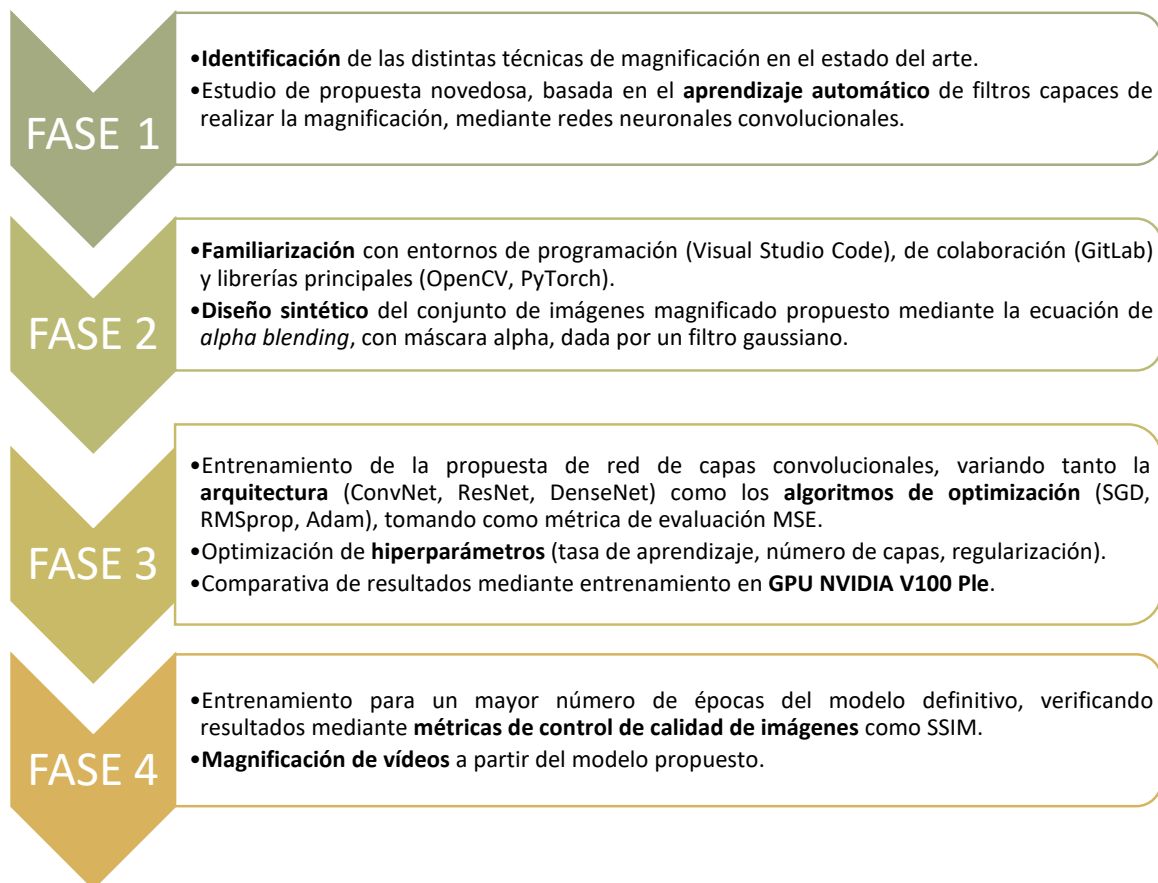 FASE 1
•Identificación de las distintas técnicas de magnificación en el estado del arte.
•Estudio de propuesta novedosa, basada en el aprendizaje automático de filtros capaces de
realizar la magnificación, mediante redes neuronales convolucionales.
FASE 2
•Familiarización con entornos de programación (Visual Studio Code), de colaboración (GitLab)
y librerías principales (OpenCV, PyTorch).
•Diseño sintético del conjunto de imágenes magnificado propuesto mediante la ecuación de
alpha blending, con máscara alpha, dada por un filtro gaussiano.
FASE 3
•Entrenamiento de la propuesta de red de capas convolucionales, variando tanto la
arquitectura (ConvNet, ResNet, DenseNet) como los algoritmos de optimización (SGD,
RMSprop, Adam), tomando como métrica de evaluación MSE.
•Optimización de hiperparámetros (tasa de aprendizaje, número de capas, regularización).
•Comparativa de resultados mediante entrenamiento en GPU NVIDIA V100 Ple.
FASE 4
•Entrenamiento para un mayor número de épocas del modelo definitivo, verificando
resultados mediante métricas de control de calidad de imágenes como SSIM.
•Magnificación de vídeos a partir del modelo propuesto.